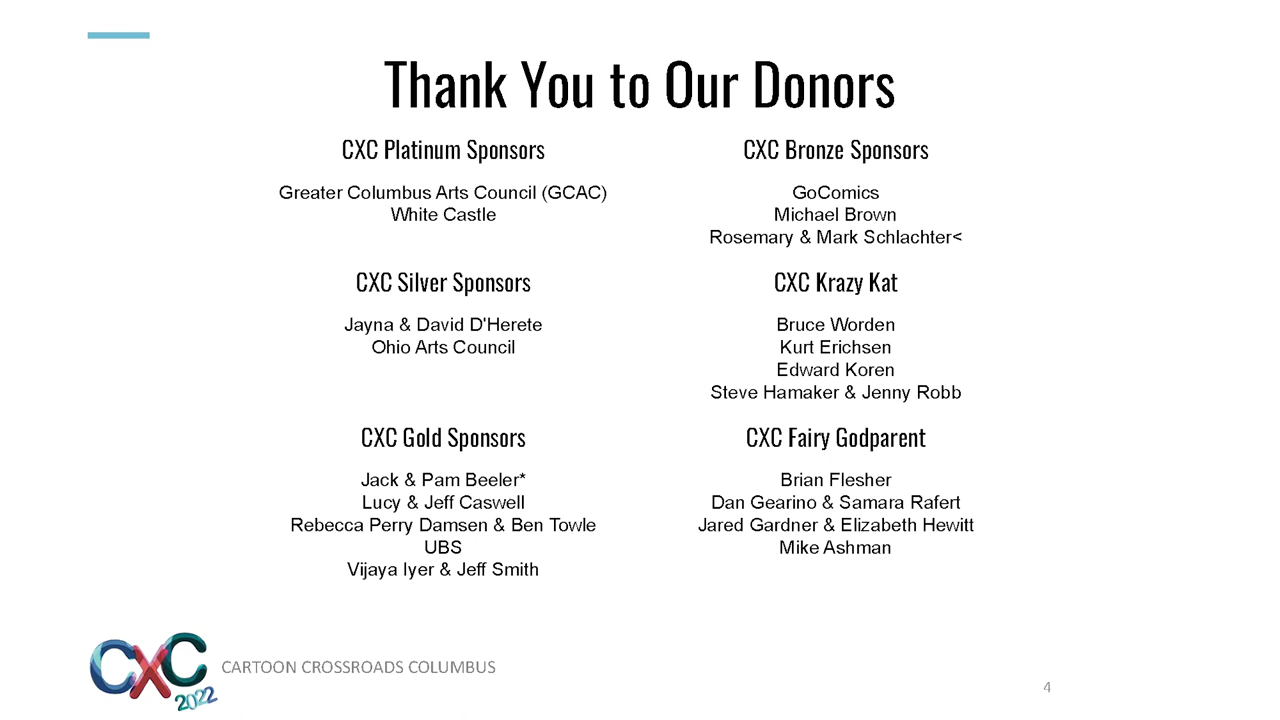 Thank You to Our Donors
CXC Platinum Sponsors
Greater Columbus Arts Council (GCAC)
White Castle
CXC Silver Sponsors
Jayna & David D'Herete
Ohio Arts Council
CXC Gold Sponsors
Jack & Pam Beeler*
Lucy & Jeff Caswell
Rebecca Perry Damsen & Ben Towle
UBS
Vijaya Iyer & Jeff Smith
CXC Bronze Sponsors
GoComics
Michael Brown
Rosemary & Mark Schlachter<
CXC Krazy Kat
Bruce Worden
Kurt Erichsen
Edward Koren
Steve Hamaker & Jenny Robb
CXC Fairy Godparent
Brian Flesher
Dan Gearino & Samara Rafert
Jared Gardner & Elizabeth Hewitt
Mike Ashman
CXC
2022
CARTOON CROSSROADS COLUMBUS
4